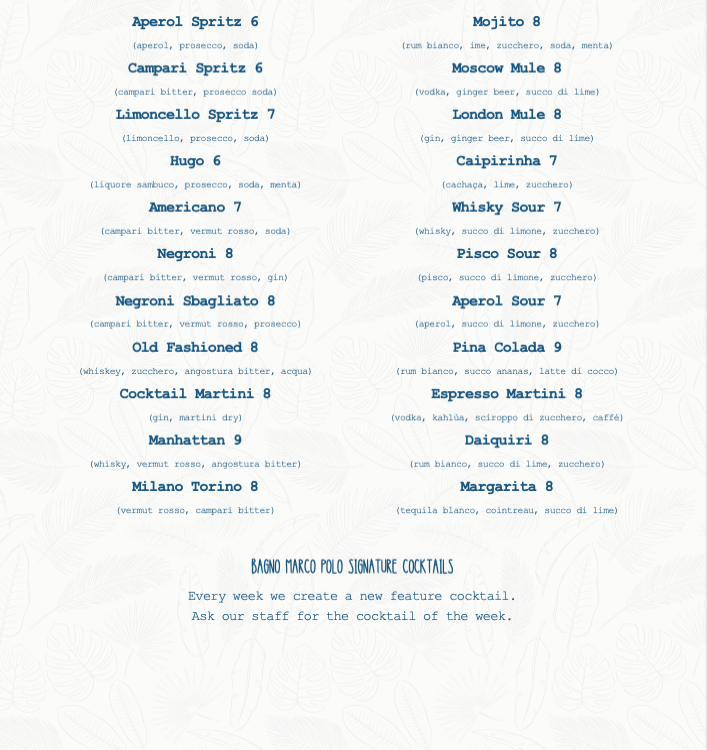 Aperol Spritz 6
(aperol, prosecco, soda)
Campari Spritz 6
(campari bitter, prosecco soda)
Limoncello Spritz 7
(limoncello, prosecco, soda)
Hugo 6
(liquore sambuco, prosecco, soda, menta)
Americano 7
(campari bitter, vermut rosso, soda)
Negroni 8
(campari bitter, vermut rosso, gin)
Negroni Sbagliato 8
(campari bitter, vermut rosso, prosecco)
Old Fashioned 8
(whiskey, zucchero, angostura bitter, acqua)
Cocktail Martini 8
(gin, martini dry)
Manhattan 9
(whisky, vermut rosso, angostura bitter)
Milano Torino 8
(vermut rosso, campari bitter)
Mojito 8
(rum bianco, ime, zucchero, soda, menta)
Moscow Mule 8
(vodka, ginger beer, succo di lime)
London Mule 8
(gin, ginger beer, succo di lime)
Caipirinha 7
(cachaça, lime, zucchero)
Whisky Sour 7
(whisky, succo di limone, zucchero)
Pisco Sour 8
(pisco, succo di limone, zucchero)
Aperol Sour 7
(aperol, succo di limone, zucchero)
Pina Colada 9
(rum bianco, succo ananas, latte di cocco)
Espresso Martini 8
(vodka, kahlùa, sciroppo di zucchero, caffé)
Daiquiri 8
(rum bianco, succo di lime, zucchero)
Margarita 8
(tequila blanco, cointreau, succo di lime)
BAGNO MARCO POLO SIGNATURE COCKTAILS
Every week we create a new feature cocktail.
Ask our staff for the cocktail of the week.